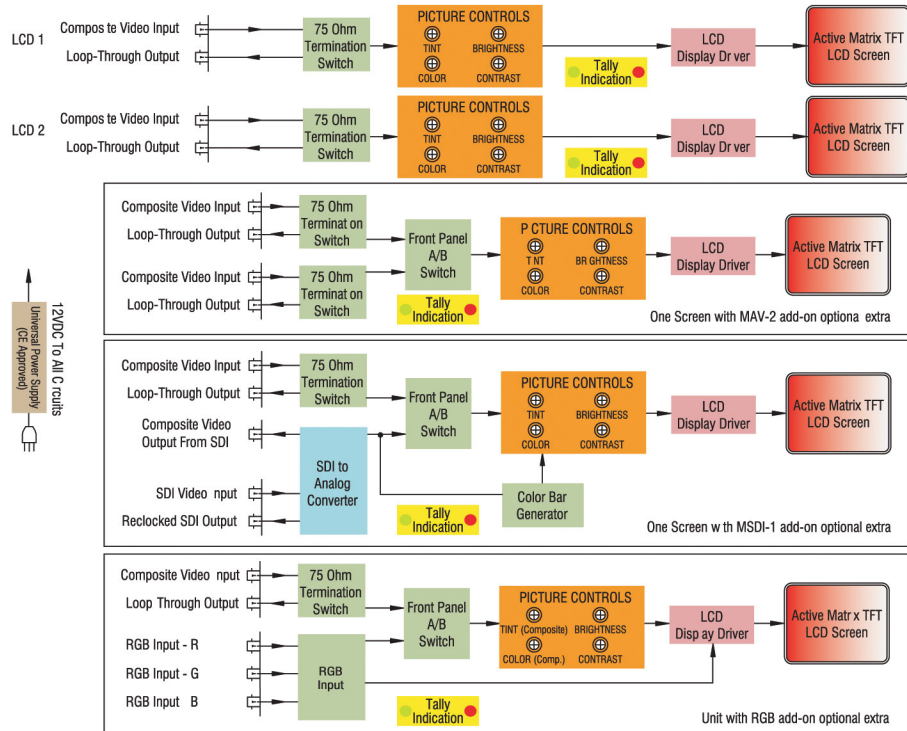 LCD 1
Composite Video Input
Loop-Through Output
75 Ohm
Termination
Switch
PICTURE CONTROLS
TINT
BRIGHTNESS
COLOR
CONTRAST
Tally
Indication
LCD
Display Dr ver
Active Matrix TFT
LCD Screen
LCD 2
Compos te Video Input
Loop-Through Output
75 Ohm
Termination
Switch
PICTURE CONTROLS
TINT
BRIGHTNESS
COLOR
CONTRAST
Tally
Indication
LCD
Display Dr ver
Active Matrix TFT
LCD Screen
12VDC To All C rcuits
Universal Power Supply
(CE Approved)
Composite Video Input
Loop-Through Output
75 Ohm
Terminat on
Switch
Composite Video Input
Loop-Through Output
75 Ohm
Terminat on
Switch
Front Panel
A/B
Switch
Tally
Indication
P CTURE CONTROLS
T NT
BR GHTNESS
COLOR
CONTRAST
LCD
Display Driver
Active Matrix TFT
LCD Screen
One Screen with MAV-2 add-on optiona extra
Composite Video Input
Loop-Through Output
75 Ohm
Termination
Switch
Composite Video
Output From SDI
SDI Video nput
Reclocked SDI Output
SDI to
Analog
Converter
Front Panel
A/B
Switch
Tally
Indication
PICTURE CONTROLS
TINT
BRIGHTNESS
COLOR
CONTRAST
Color Bar
Generator
LCD
Display Driver
Active Matrix TFT
LCD Screen
One Screen w th MSDI-1 add-on optional extra
Composite Video nput
Loop Through Output
75 Ohm
Termination
Switch
RGB Input - R
RGB Input - G
RGB Input B
RGB
Input
Front Panel
A/B
Switch
Tally
Indication
PICTURE CONTROLS
TINT (Composite)
BRIGHTNESS
COLOR (Comp.)
CONTRAST
LCD
Disp ay Driver
Active Matr x TFT
LCD Screen
Unit with RGB add-on optional extra